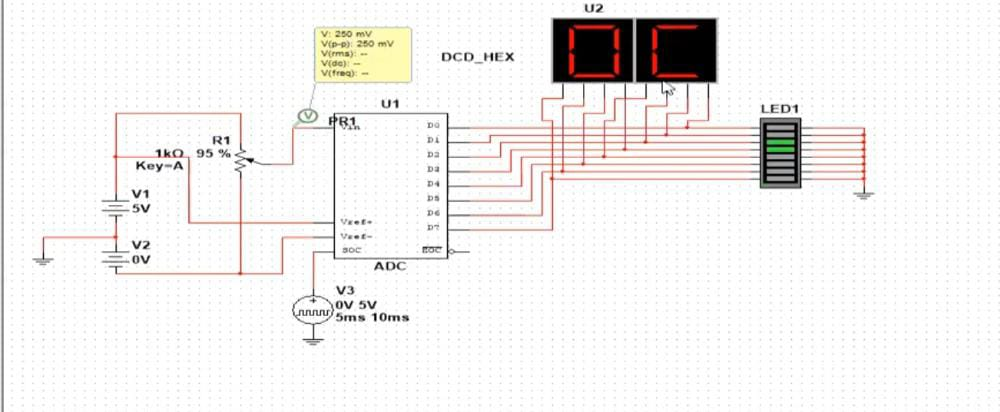 U2
V: 250 mV
V(p-p): 250 mV
V(rms): --
V(dc): --
V(freq): --
DCD_HEX
0C
U1
LED1
V
PR1
Vin
D0
D1
D2
D3
D4
D5
D6
D7
R1
1kΩ 95 %
Key=A
V1
5V
Vref+
Vref-
SOC
EOC
V2
0V
ADC
V3
0V 5V
5ms 10ms